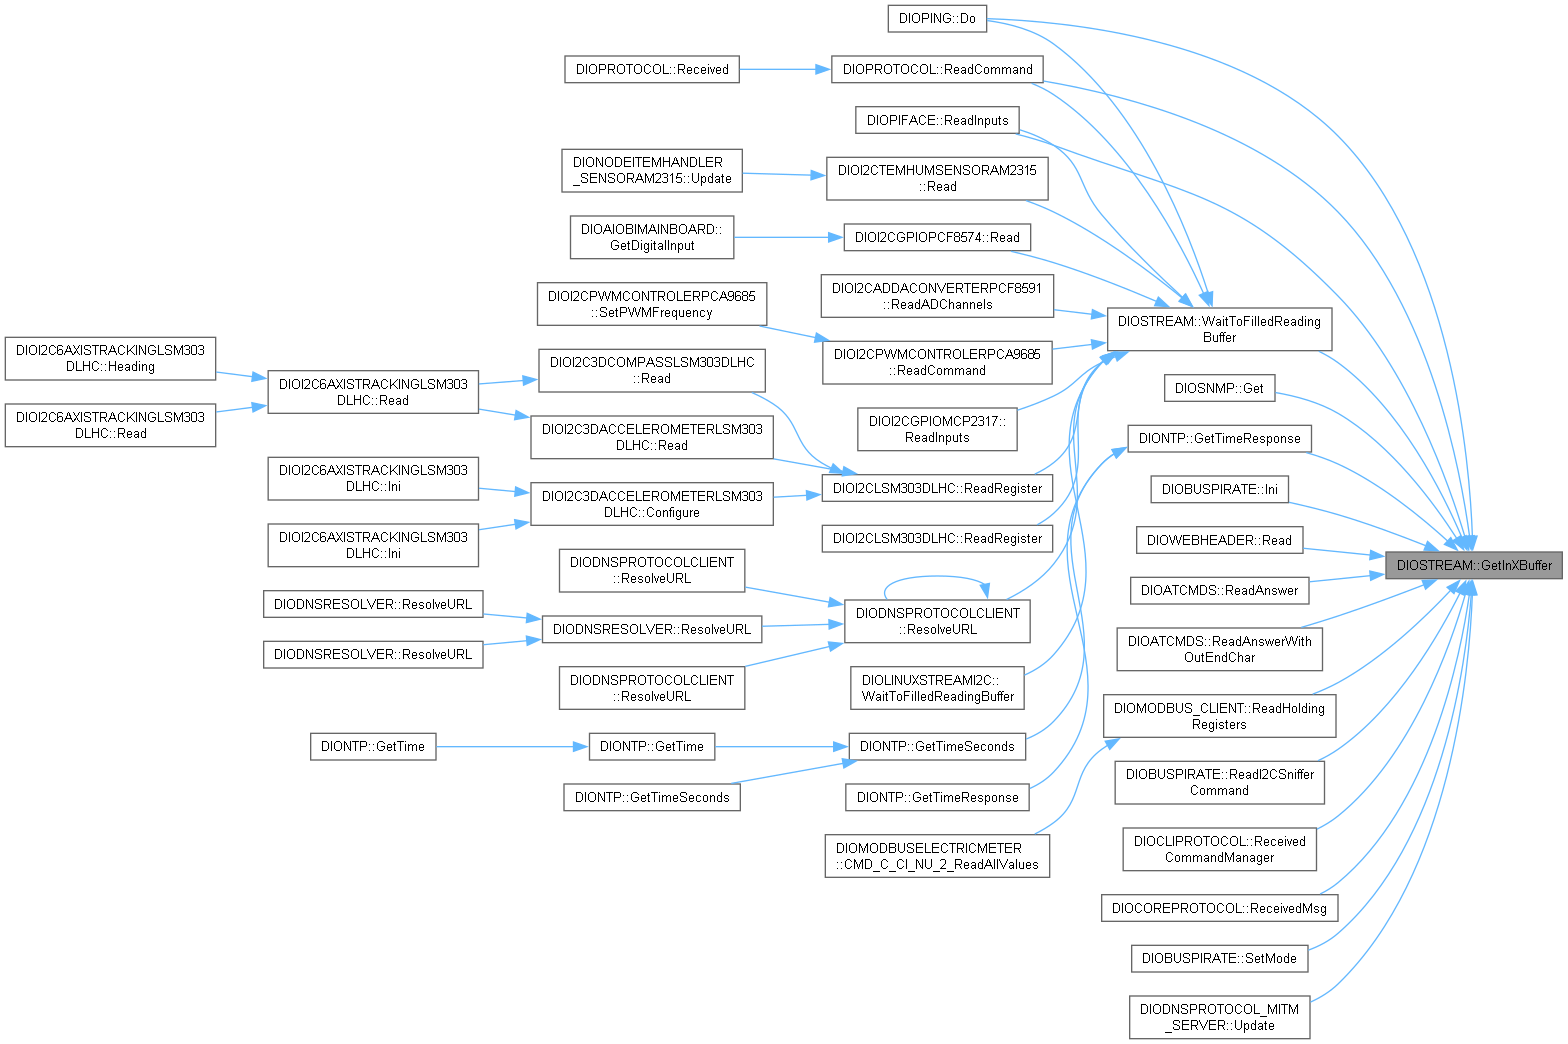 DIOPING::Do
DIOPROTOCOL::Received
DIOPROTOCOL::ReadCommand
DIOPIFACE::ReadInputs
DIONODEITEMHANDLER
_SENSORAM2315::Update
DIOI2CTEMHUMSENSORAM2315
::Read
DIOAIOBIMAINBOARD::
GetDigitalInput
DIOI2CGPIOPCF8574::Read
DIOI2CADDACONVERTERPCF8591
::ReadADChannels
DIOI2CPWMCONTROLERPCA9685
::SetPWMFrequency
DIOSTREAM::WaitToFilledReading
Buffer
DIOI2C6AXISTRACKINGLSM303
DLHC::Heading
DIOI2C3DCOMPASSLSM303DLHC
::Read
DIOI2CPWMCONTROLERPCA9685
::ReadCommand
DIOI2C6AXISTRACKINGLSM303
DLHC::Read
DIOSNMP::Get
DIOI2C6AXISTRACKINGLSM303
DLHC::Read
DIOI2C3DACCELEROMETERLSM303
DLHC::Read
DIOI2CGPIOMCP2317::
ReadInputs
DIONTP::GetTimeResponse
DIOI2C6AXISTRACKINGLSM303
DLHC::Ini
DIOI2C3DACCELEROMETERLSM303
DLHC::Configure
DIOI2CLSM303DLHC::ReadRegister
DIOBUSPIRATE::Ini
DIOI2C6AXISTRACKINGLSM303
DLHC::Ini
DIOI2CLSM303DLHC::ReadRegister
DIOWEBHEADER::Read
DIOSTREAM::GetInXBuffer
DIODNSPROTOCOLCLIENT
::ResolveURL
DIOATCMDS::ReadAnswer
DIODNSRESOLVER::ResolveURL
DIODNSRESOLVER::ResolveURL
DIODNSPROTOCOLCLIENT
::ResolveURL
DIOATCMDS::ReadAnswerWith
OutEndChar
DIODNSRESOLVER::ResolveURL
DIODNSPROTOCOLCLIENT
::ResolveURL
DIOLINUXSTREAMI2C::
WaitToFilledReadingBuffer
DIOMODBUS_CLIENT::ReadHolding
Registers
DIONTP::GetTime
DIONTP::GetTime
DIONTP::GetTimeSeconds
DIOBUSPIRATE::ReadI2CSniffer
Command
DIONTP::GetTimeSeconds
DIONTP::GetTimeResponse
DIOMODBUSELECTRICMETER
::CMD_C_CI_NU_2_ReadAllValues
DIOCLIPROTOCOL::Received
CommandManager
DIOCOREPROTOCOL::ReceivedMsg
DIOBUSPIRATE::SetMode
DIODNSPROTOCOL_MITM
_SERVER::Update